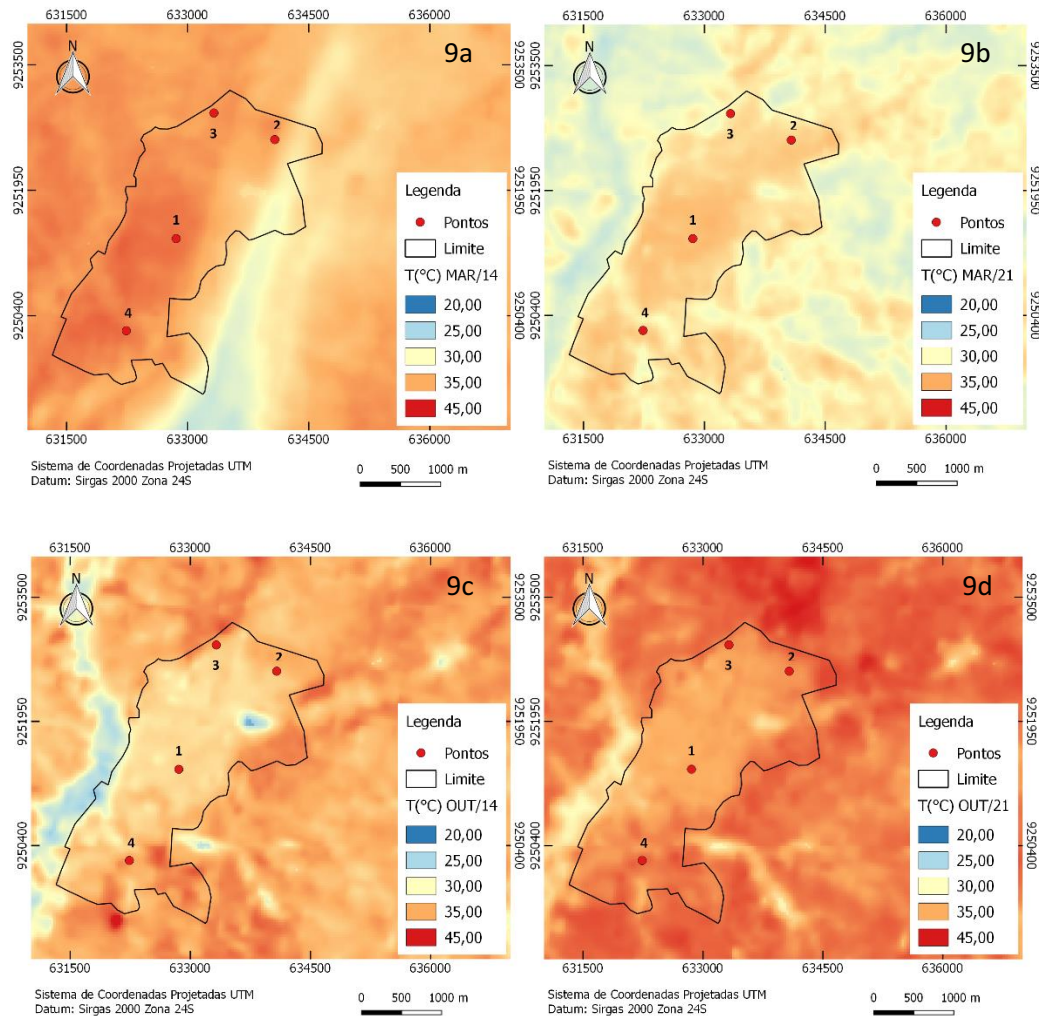 631500 633000 634500 636000
9a
N
9253500
9253500
3
2
9251950
9251950
1
9250400
9250400
4
Legenda
Pontos
Limite
T(°C) MAR/14
20,00
25,00
30,00
35,00
45,00
631500 633000 634500 636000
Sistema de Coordenadas Projetadas UTM
Datum: Sirgas 2000 Zona 24S
0 500 1000 m
631500 633000 634500 636000
9b
N
9253500
9253500
3
2
9251950
9251950
1
9250400
9250400
4
Legenda
Pontos
Limite
T(°C) MAR/21
20,00
25,00
30,00
35,00
45,00
631500 633000 634500 636000
Sistema de Coordenadas Projetadas UTM
Datum: Sirgas 2000 Zona 24S
0 500 1000 m
631500 633000 634500 636000
9c
N
9253500
9253500
3
2
9251950
9251950
1
9250400
9250400
4
Legenda
Pontos
Limite
T(°C) OUT/14
20,00
25,00
30,00
35,00
45,00
631500 633000 634500 636000
Sistema de Coordenadas Projetadas UTM
Datum: Sirgas 2000 Zona 24S
0 500 1000 m
631500 633000 634500 636000
9d
N
9253500
9253500
3
2
9251950
9251950
1
9250400
9250400
4
Legenda
Pontos
Limite
T(°C) OUT/21
20,00
25,00
30,00
35,00
45,00
631500 633000 634500 636000
Sistema de Coordenadas Projetadas UTM
Datum: Sirgas 2000 Zona 24S
0 500 1000 m